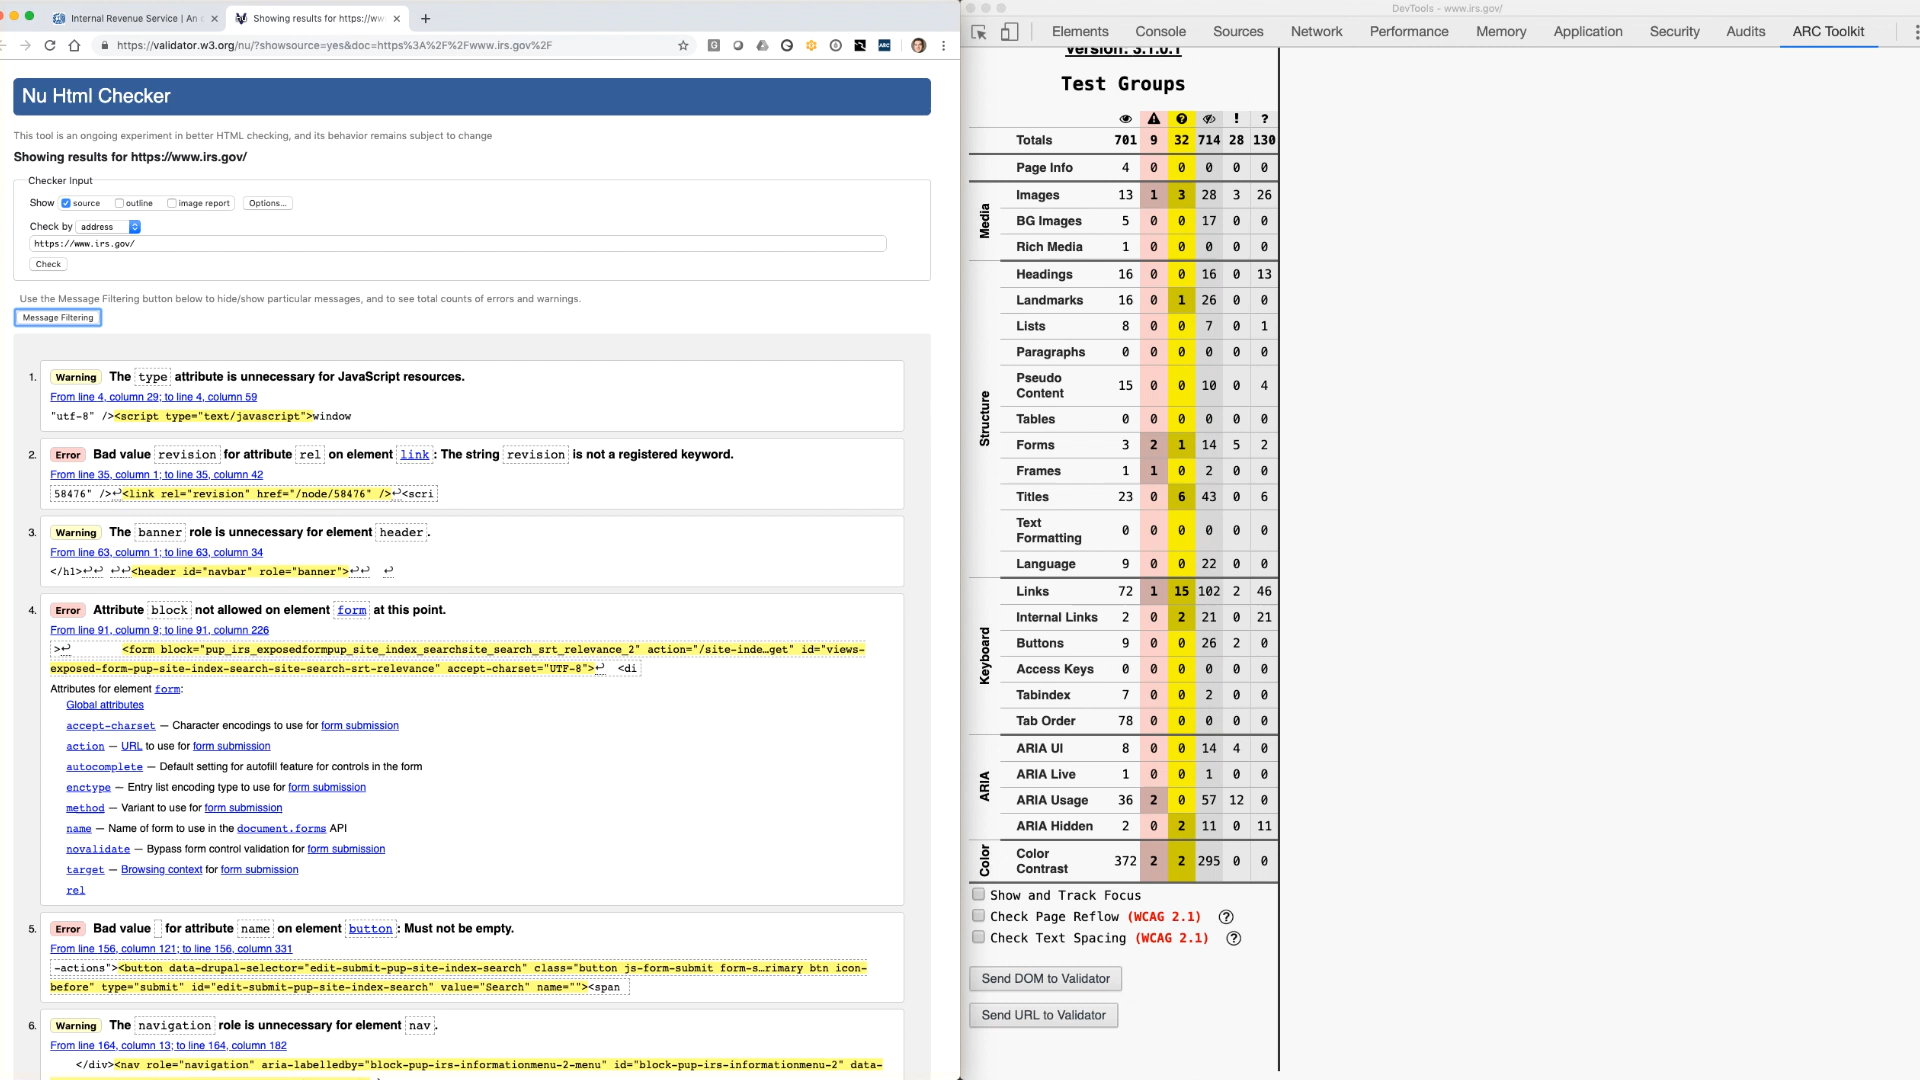 Internal Revenue Service | An
Showing results for https://ww
https://validator.w3.org/nu/?showsource=yes&doc=https%3A%2F%2Fwww.irs.gov%2F
Nu Html Checker
This tool is an ongoing experiment in better HTML checking, and its behavior remains subject to change
Showing results for https://www.irs.gov/
Checker Input
Show source outline image report Options...
Check by address
https://www.irs.gov/
Check
Use the Message Filtering button below to hide/show particular messages, and to see total counts of errors and warnings.
Message Filtering
1. Warning The type attribute is unnecessary for JavaScript resources.
From line 4, column 29; to line 4, column 59
"utf-8" /><script type="text/javascript">window
2. Error Bad value revision for attribute rel on element link: The string revision is not a registered keyword.
From line 35, column 1; to line 35, column 42
58476" />↩<link rel="revision" href="/node/58476" />↩<scri
3. Warning The banner role is unnecessary for element header.
From line 63, column 1; to line 63, column 34
</h1>↩↩ ↩↩<header id="navbar" role="banner">↩↩ ↩
4. Error Attribute block not allowed on element form at this point.
From line 91, column 9; to line 91, column 226
>↩ <form block="pup_irs_exposedformpup_site_index_searchsite_search_srt_relevance_2" action="/site-inde…get" id="views-
exposed-form-pup-site-index-search-site-search-srt-relevance" accept-charset="UTF-8">↩ <di
Attributes for element form:
Global attributes
accept-charset — Character encodings to use for form submission
action — URL to use for form submission
autocomplete — Default setting for autofill feature for controls in the form
enctype — Entry list encoding type to use for form submission
method — Variant to use for form submission
name — Name of form to use in the document.forms API
novalidate — Bypass form control validation for form submission
target — Browsing context for form submission
rel
5. Error Bad value for attribute name on element button: Must not be empty.
From line 156, column 121; to line 156, column 331
-actions"><button data-drupal-selector="edit-submit-pup-site-index-search" class="button js-form-submit form-s…rimary btn icon-
before" type="submit" id="edit-submit-pup-site-index-search" value="Search" name=""><span
6. Warning The navigation role is unnecessary for element nav.
From line 164, column 13; to line 164, column 182
</div><nav role="navigation" aria-labelledby="block-pup-irs-informationmenu-2-menu" id="block-pup-irs-informationmenu-2" data-
DevTools - www.irs.gov/
Elements Console Sources Network Performance Memory Application Security Audits ARC Toolkit
Version: 3.1.0.1
Test Groups
! ?
Totals 701 9 32 714 28 130
Page Info 4 0 0 0 0 0
Media
Images 13 1 3 28 3 26
BG Images 5 0 0 17 0 0
Rich Media 1 0 0 0 0 0
Structure
Headings 16 0 0 16 0 13
Landmarks 16 0 1 26 0 0
Lists 8 0 0 7 0 1
Paragraphs 0 0 0 0 0 0
Pseudo
Content 15 0 0 10 0 4
Tables 0 0 0 0 0 0
Forms 3 2 1 14 5 2
Frames 1 1 0 2 0 0
Titles 23 0 6 43 0 6
Text
Formatting 0 0 0 0 0 0
Language 9 0 0 22 0 0
Keyboard
Links 72 1 15 102 2 46
Internal Links 2 0 2 21 0 21
Buttons 9 0 0 26 2 0
Access Keys 0 0 0 0 0 0
Tabindex 7 0 0 2 0 0
Tab Order 78 0 0 0 0 0
ARIA
ARIA UI 8 0 0 14 4 0
ARIA Live 1 0 0 1 0 0
ARIA Usage 36 2 0 57 12 0
ARIA Hidden 2 0 2 11 0 11
Color
Color
Contrast 372 2 2 295 0 0
Show and Track Focus
Check Page Reflow (WCAG 2.1) ?
Check Text Spacing (WCAG 2.1) ?
Send DOM to Validator
Send URL to Validator